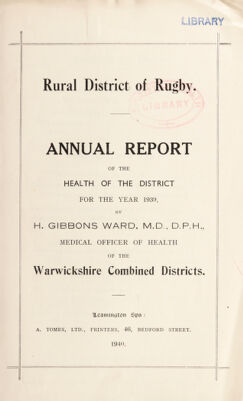 LIBRARY
Rural District of Rugby.
LIBRARY
ANNUAL REPORT
OF THE
HEALTH OF THE DISTRICT
FOR THE YEAR 1939,
BY
H. GIBBONS WARD, M.D., D.P.H.,
MEDICAL OFFICER OF HEALTH
OF THE
Warwickshire Combined Districts.
Leamington Spa:
A. TOMES, LTD., PRINTERS, 46, BEDFORD STREET.
1940.